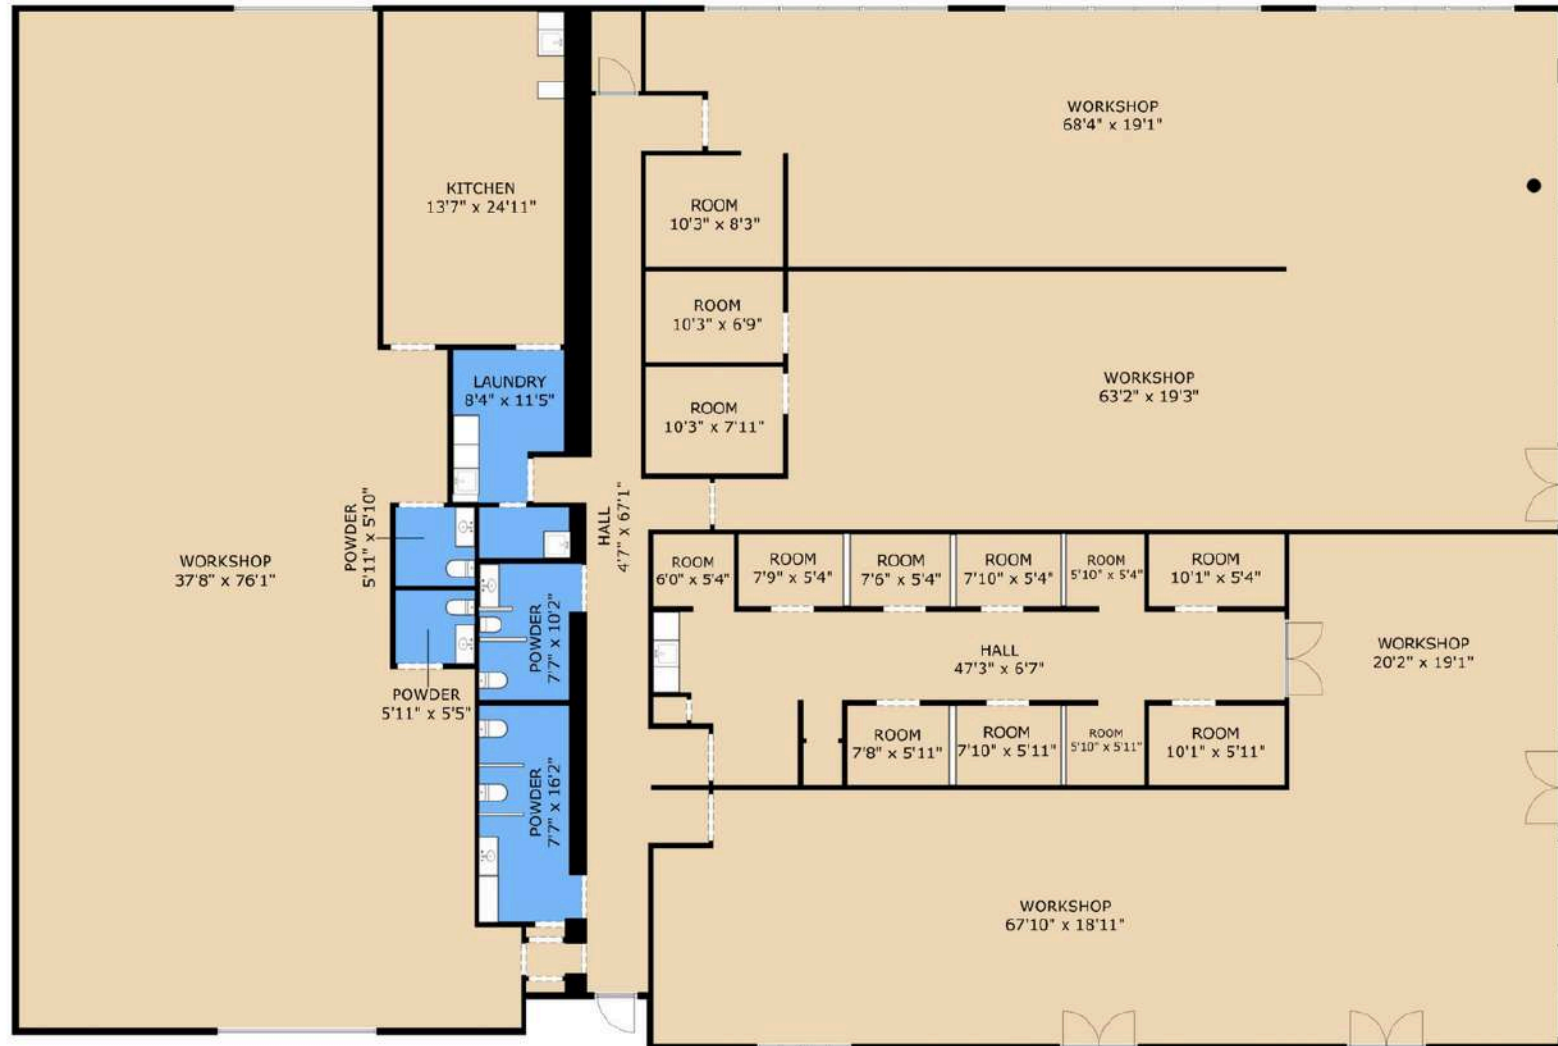 WORKSHOP
68'4" x 19'1"
KITCHEN
13'7" x 24'11"
ROOM
10'3" x 8'3"
ROOM
10'3" x 6'9"
LAUNDRY
8'4" x 11'5"
WORKSHOP
63'2" x 19'3"
ROOM
10'3" x 7'11"
POWDER
5'11" x 5'10"
HALL
4'7" x 67'1"
WORKSHOP
37'8" x 76'1"
ROOM
6'0" x 5'4"
ROOM
7'9" x 5'4"
ROOM
7'6" x 5'4"
ROOM
7'10" x 5'4"
ROOM
5'10" x 5'4"
ROOM
10'1" x 5'4"
POWDER
7'7" x 10'2"
HALL
47'3" x 6'7"
WORKSHOP
20'2" x 19'1"
POWDER
5'11" x 5'5"
ROOM
7'8" x 5'11"
ROOM
7'10" x 5'11"
ROOM
5'10" x 5'11"
ROOM
10'1" x 5'11"
POWDER
7'7" x 16'2"
WORKSHOP
67'10" x 18'11"